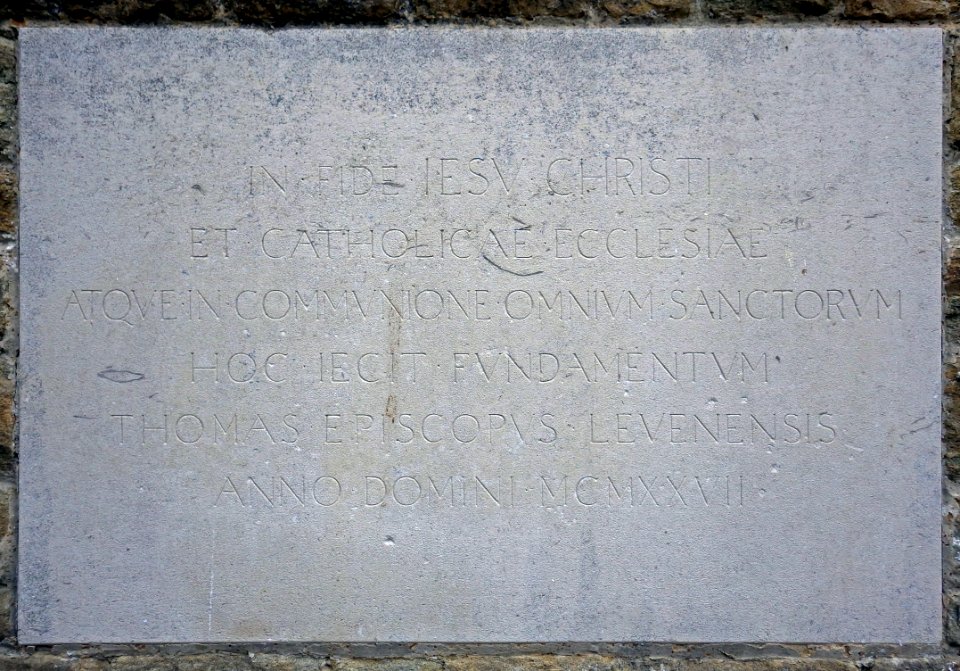 IN · FIDE · IESV · CHRISTI
ET · CATHOLICAE · ECCLESIAE
ATQVE · IN · COMMVNIONE · OMNIVM · SANCTORVM
HOC · IECIT · FVNDAMENTVM
THOMAS · EPISCOPVS · LEVENENSIS
ANNO · DOMINI · MCMXXVII ·